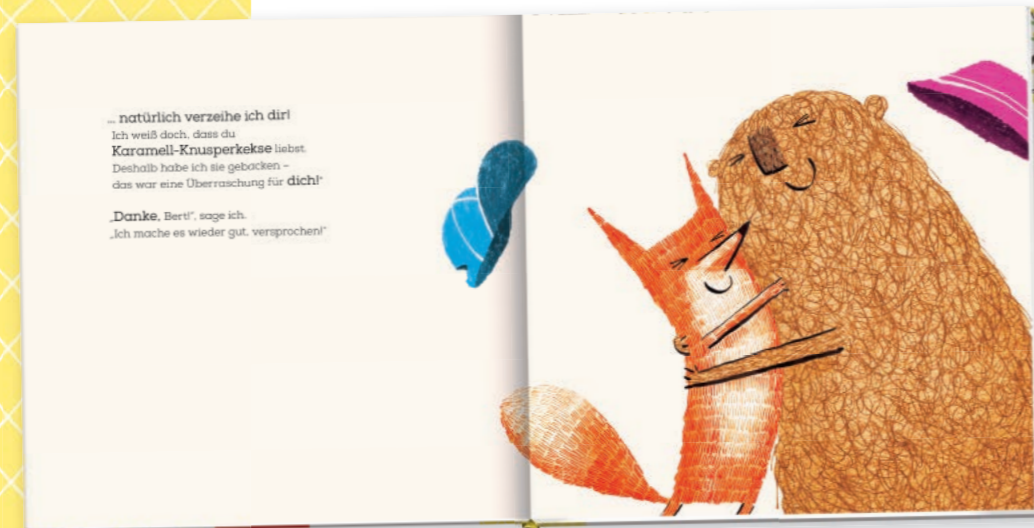 ... natürlich verzeihe ich dir!
Ich weiß doch, dass du
Karamell-Knusperkekse liebst.
Deshalb habe ich sie gebacken –
das war eine Überraschung für dich!“
„Danke, Bert!“, sage ich.
„Ich mache es wieder gut, versprochen!“